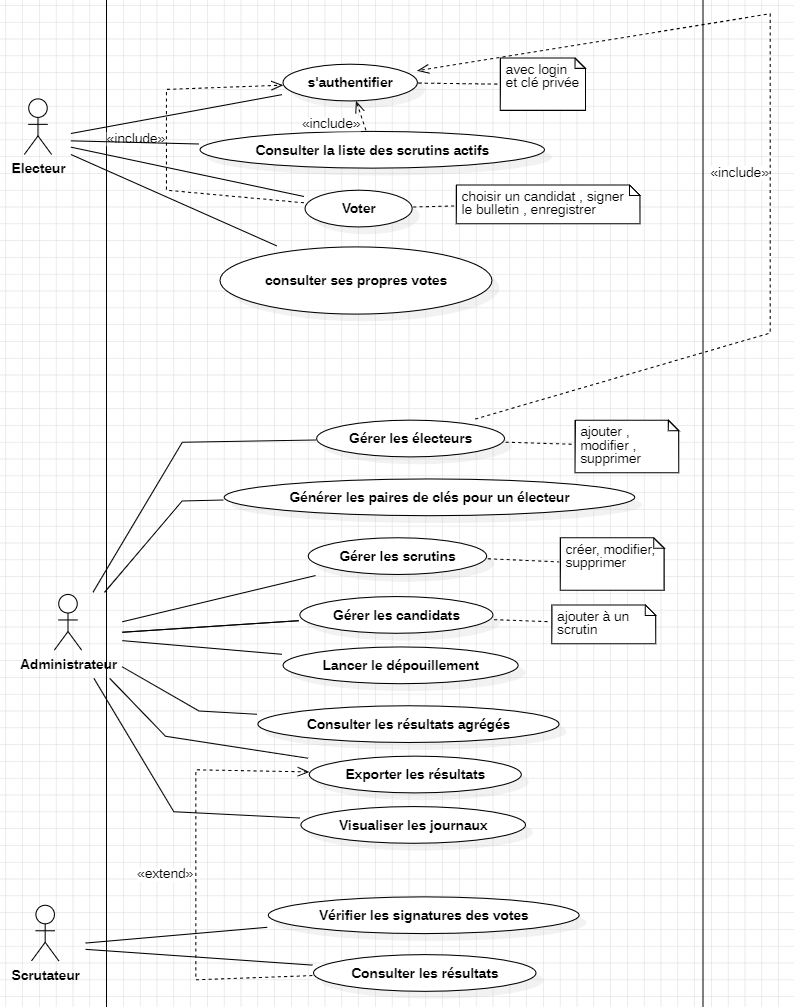 s'authentifier
avec login
et clé privée
«include»
«include»
Electeur
Consulter la liste des scrutins actifs
«include»
Voter
choisir un candidat , signer
le bulletin , enregistrer
consulter ses propres votes
Gérer les électeurs
ajouter ,
modifier ,
supprimer
Générer les paires de clés pour un électeur
Gérer les scrutins
créer, modifier,
supprimer
Gérer les candidats
ajouter à un
scrutin
Administrateur
Lancer le dépouillement
Consulter les résultats agrégés
Exporter les résultats
Visualiser les journaux
«extend»
Vérifier les signatures des votes
Scrutateur
Consulter les résultats